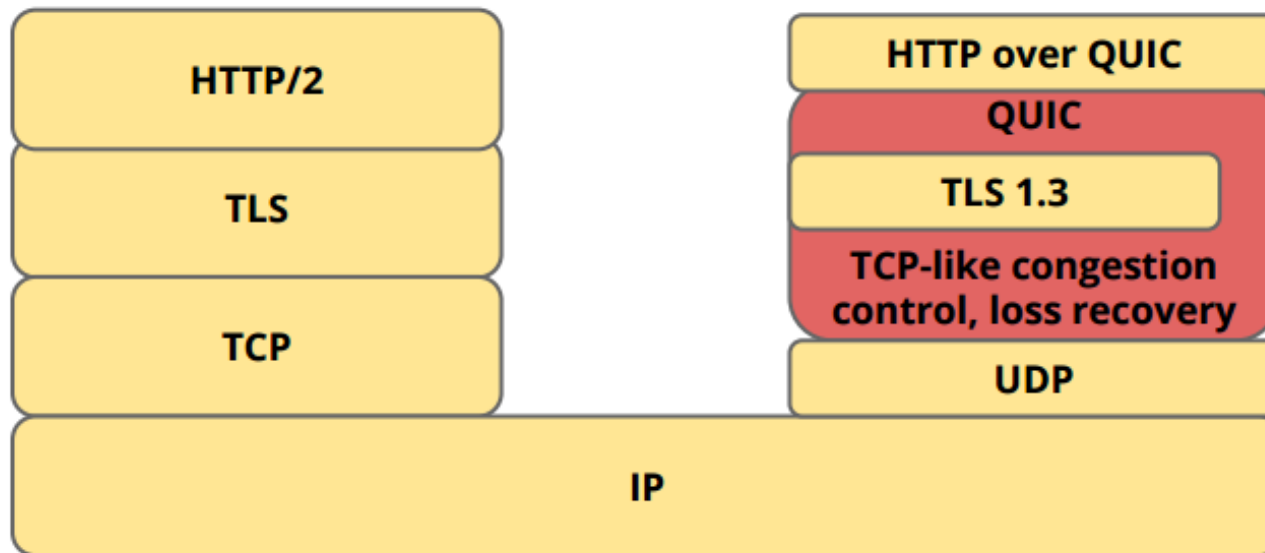 HTTP/2
TLS
TCP
HTTP over QUIC
QUIC
TLS 1.3
TCP-like congestion
control, loss recovery
UDP
IP